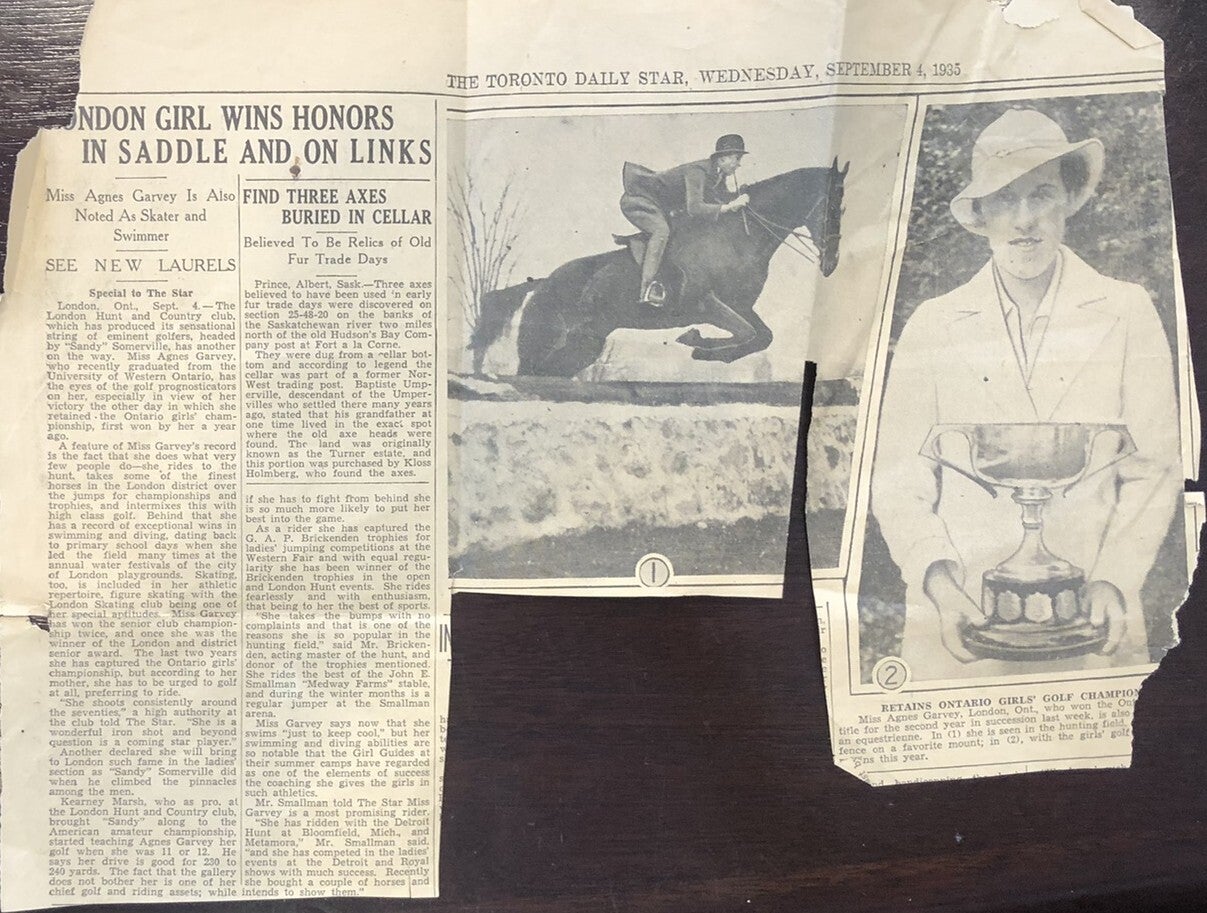 THE TORONTO DAILY STAR, WEDNESDAY, SEPTEMBER 4, 1935
ONDON GIRL WINS HONORS
IN SADDLE AND ON LINKS
Miss Agnes Garvey Is Also
Noted As Skater and
Swimmer
SEE NEW LAURELS
Special to The Star
London, Ont., Sept. 4.—The
London Hunt and Country club,
which has produced its sensational
string of eminent golfers, headed
by "Sandy" Somerville, has another
on the way. Miss Agnes Garvey,
who recently graduated from the
University of Western Ontario, has
the eyes of the golf prognosticators
on her, especially in view of her
victory the other day in which she
retained the Ontario girls' cham-
pionship, first won by her a year
ago.
A feature of Miss Garvey's record
is the fact that she does what very
few people do—she rides to the
hunt, takes some of the finest
horses in the London district over
the jumps for championships and
trophies, and intermixes this with
high class golf. Behind that she
has a record of exceptional wins in
swimming and diving, dating back
to primary school days when she
led the field many times at the
annual water festivals of the city
of London playgrounds. Skating,
too, is included in her athletic
repertoire, figure skating with the
London Skating club being one of
her special aptitudes. Miss Garvey
has won the senior club champion-
ship twice, and once she was the
winner of the London and district
senior award. The last two years
she has captured the Ontario girls'
championship, but according to her
mother, she has to be urged to golf
at all, preferring to ride.
"She shoots consistently around
the seventies," a high authority at
the club told The Star. "She is a
wonderful iron shot and beyond
question is a coming star player."
Another declared she will bring
to London such fame in the ladies'
section as "Sandy" Somerville did
when he climbed the pinnacles
among the men.
Kearney Marsh, who as pro. at
the London Hunt and Country club,
brought "Sandy" along to the
American amateur championship,
started teaching Agnes Garvey her
golf when she was 11 or 12. He
says her drive is good for 230 to
240 yards. The fact that the gallery
does not bother her is one of her
chief golf and riding assets; while
FIND THREE AXES
BURIED IN CELLAR
Believed To Be Relics of Old
Fur Trade Days
Prince, Albert, Sask.—Three axes
believed to have been used 'n early
fur trade days were discovered on
section 25-48-20 on the banks of
the Saskatchewan river two miles
north of the old Hudson's Bay Com-
pany post at Fort a la Corne.
They were dug from a cellar bot-
tom and according to legend the
cellar was part of a former Nor-
West trading post. Baptiste Ump-
erville, descendant of the Umper-
villes who settled there many years
ago, stated that his grandfather at
one time lived in the exact spot
where the old axe heads were
found. The land was originally
known as the Turner estate, and
this portion was purchased by Kloss
Holmberg, who found the axes.
if she has to fight from behind she
is so much more likely to put her
best into the game.
As a rider she has captured the
G. A. P. Brickenden trophies for
ladies' jumping competitions at the
Western Fair and with equal regu-
larity she has been winner of the
Brickenden trophies in the open
and London Hunt events. She rides
fearlessly and with enthusiasm,
that being to her the best of sports.
"She takes the bumps with no
complaints and that is one of the
reasons she is so popular in the
hunting field," said Mr. Bricken-
den, acting master of the hunt, and
donor of the trophies mentioned.
She rides the best of the John E.
Smallman "Medway Farms" stable,
and during the winter months is a
regular jumper at the Smallman
arena.
Miss Garvey says now that she
swims "just to keep cool," but her
swimming and diving abilities are
so notable that the Girl Guides at
their summer camps have regarded
as one of the elements of success
the coaching she gives the girls in
such athletics.
Mr. Smallman told The Star Miss
Garvey is a most promising rider.
"She has ridden with the Detroit
Hunt at Bloomfield, Mich., and
Metamora," Mr. Smallman said,
"and she has competed in the ladies'
events at the Detroit and Royal
shows with much success. Recently
she bought a couple of horses and
intends to show them."
1
2
RETAINS ONTARIO GIRLS' GOLF CHAMPION
Miss Agnes Garvey, London, Ont., who won the Ont
title for the second year in succession last week, is also
an equestrienne. In (1) she is seen in the hunting field,
fence on a favorite mount; in (2), with the girls' golf
this year.